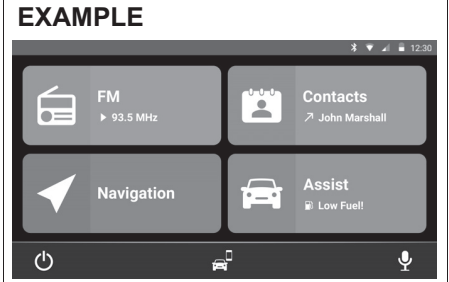 EXAMPLE
12:30
FM
93.5 MHz
Contacts
John Marshall
Navigation
Assist
Low Fuel!